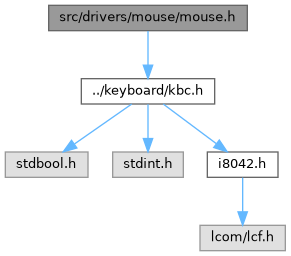 src/drivers/mouse/mouse.h
../keyboard/kbc.h
stdbool.h
stdint.h
i8042.h
lcom/lcf.h